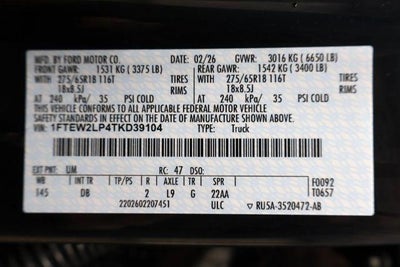 MFD. BY FORD MOTOR CO. 02/26 GVWR: 3016 KG ( 6650 LB)
FRONT GAWR: 1531 KG ( 3375 LB) REAR GAWR: 1542 KG ( 3400 LB)
WITH 275/65R18 116T TIRES WITH 275/65R18 116T TIRES
18x8.5J RIMS 18x8.5J RIMS
AT 240 kPa/ 35 PSI COLD AT 240 kPa/ 35 PSI COLD
THIS VEHICLE CONFORMS TO ALL APPLICABLE FEDERAL MOTOR VEHICLE
SAFETY STANDARDS IN EFFECT ON THE DATE OF MANUFACTURE SHOWN ABOVE.
VIN: 1FTEW2LP4TKD39104 TYPE: Truck
EXT PNT: UM RC: 47 DSO:
WB INT TR TP/PS R AXLE TR SPR F0092
145 DB 2 L9 G 22AA T0657
2202602207451 ULC RU5A-3520472-AB